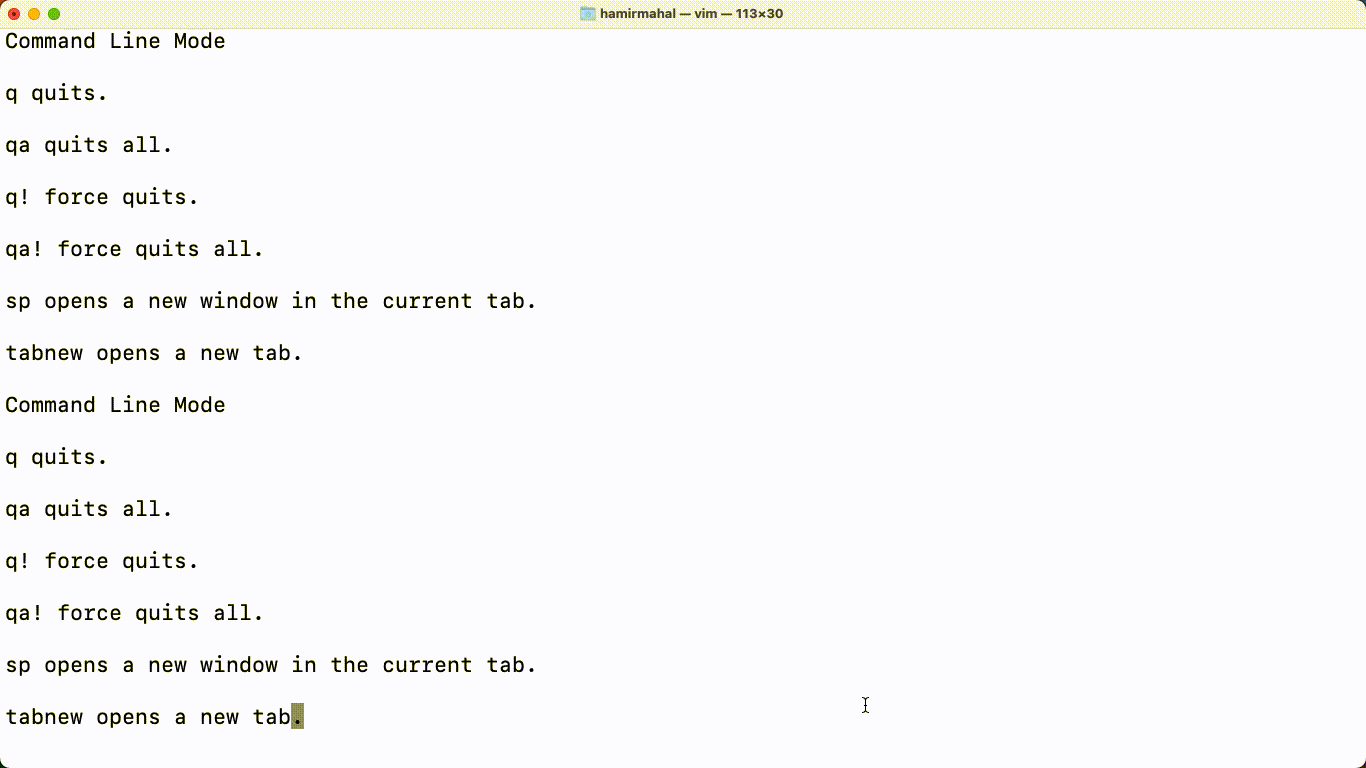 hamirmahal — vim — 113×30
Command Line Mode
q quits.
qa quits all.
q! force quits.
qa! force quits all.
sp opens a new window in the current tab.
tabnew opens a new tab.
Command Line Mode
q quits.
qa quits all.
q! force quits.
qa! force quits all.
sp opens a new window in the current tab.
tabnew opens a new tab.